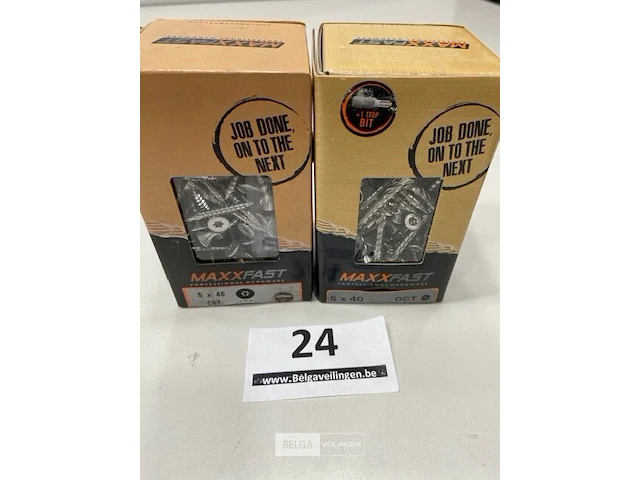 MAXXFAST
MAXXFAST
+1 TTAP
BIT
JOB DONE,
ON TO THE
NEXT
JOB DONE,
ON TO THE
NEXT
MAXXFAST
PROFESSIONAL HARDWARE
5 x 40
CST
MAXXFAST
PROFESSIONAL HARDWARE
5 x 40 DCT
24
www.Belgaveilingen.be
BELGA VEILINGEN